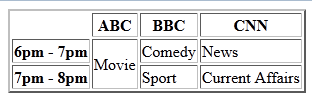 ABC BBC CNN
6pm - 7pm Movie Comedy News
7pm - 8pm Sport Current Affairs